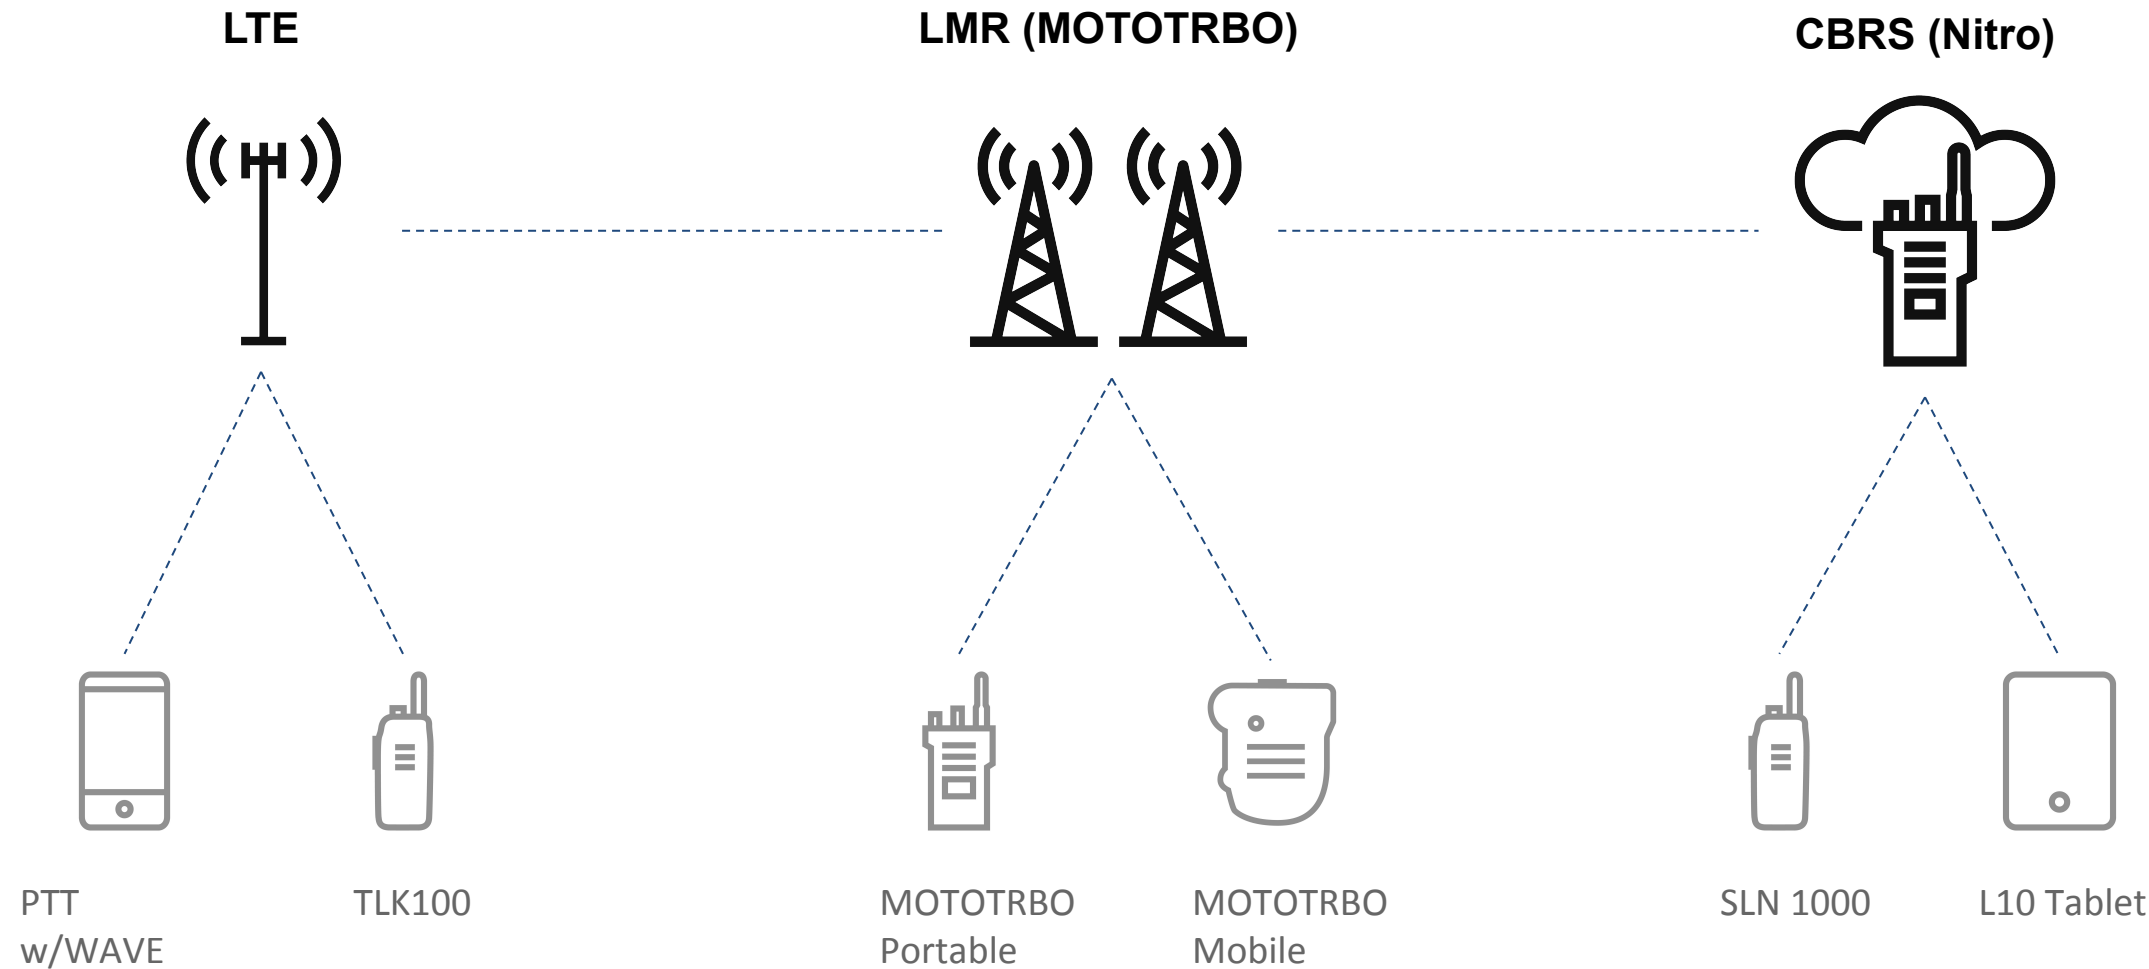 LTE
LMR (MOTOTRBO)
CBRS (Nitro)
PTT
w/WAVE
TLK100
MOTOTRBO
Portable
MOTOTRBO
Mobile
SLN 1000
L10 Tablet